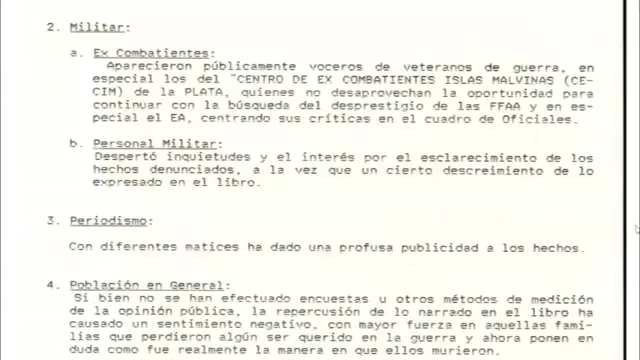 2. Militar:
a. Ex Combatientes:
Aparecieron públicamente voceros de veteranos de guerra, en
especial los del "CENTRO DE EX COMBATIENTES ISLAS MALVINAS (CE-
CIM) de la PLATA, quienes no desaprovechan la oportunidad para
continuar con la búsqueda del desprestigio de las FFAA y en es-
pecial el EA, centrando sus críticas en el cuadro de Oficiales.
b. Personal Militar:
Despertó inquietudes y el interés por el esclarecimiento de los
hechos denunciados, a la vez que un cierto descreimiento de lo
expresado en el libro.
3. Periodismo:
Con diferentes matices ha dado una profusa publicidad a los hechos.
4. Población en General:
Si bien no se han efectuado encuestas u otros métodos de medición
de la opinión pública, la repercusión de lo narrado en el libro ha
causado un sentimiento negativo, con mayor fuerza en aquellas fami-
lias que perdieron algún ser querido en la guerra y ahora ponen en
duda como fue realmente la manera en que ellos murieron.